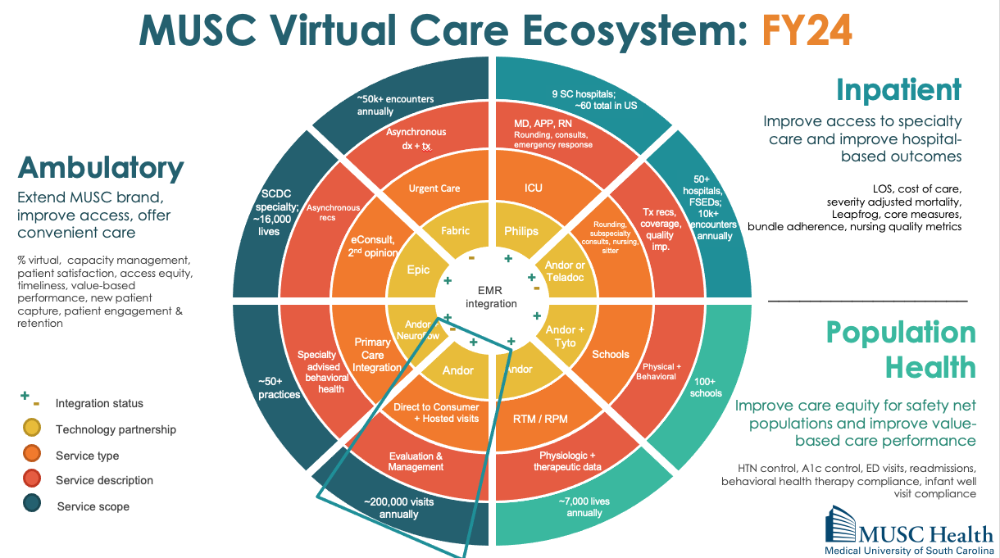 MUSC Virtual Care Ecosystem: FY24
Ambulatory
Extend MUSC brand,
improve access, offer
convenient care
% virtual, capacity management,
patient satisfaction, access equity,
timeliness, value-based
performance, new patient
capture, patient engagement &
retention
+
-
Integration status
Technology partnership
Service type
Service description
Service scope
~50k+ encounters
annually
Asynchronous
dx + tx
Urgent Care
Fabric
-
9 SC hospitals;
~60 total in US
MD, APP, RN
Rounding, consults,
emergency response
ICU
Philips
+
50+
hospitals,
FSEDs;
10k+
encounters
annually
Tx recs,
coverage,
quality
imp.
Rounding,
subspecialty
consults, nursing,
sitter
Andor or
Teladoc
+
-
100+
schools
Physical +
Behavioral
Schools
Andor +
Tyto
+
~7,000 lives
annually
Physiologic +
therapeutic data
RTM / RPM
Andor
+
~200,000 visits
annually
Evaluation &
Management
Direct to Consumer
+ Hosted visits
Andor
+
~50+
practices
Specialty
advised
behavioral
health
Primary
Care
Integration
Andor
Neuroflow
+
-
SCDC
specialty;
~16,000
lives
Asynchronous
recs
eConsult,
2nd opinion
Epic
+
EMR
integration
Inpatient
Improve access to specialty
care and improve hospital-
based outcomes
LOS, cost of care,
severity adjusted mortality,
Leapfrog, core measures,
bundle adherence, nursing quality metrics
Population
Health
Improve care equity for safety net
populations and improve value-
based care performance
HTN control, A1c control, ED visits, readmissions,
behavioral health therapy compliance, infant well
visit compliance
MUSC Health
Medical University of South Carolina